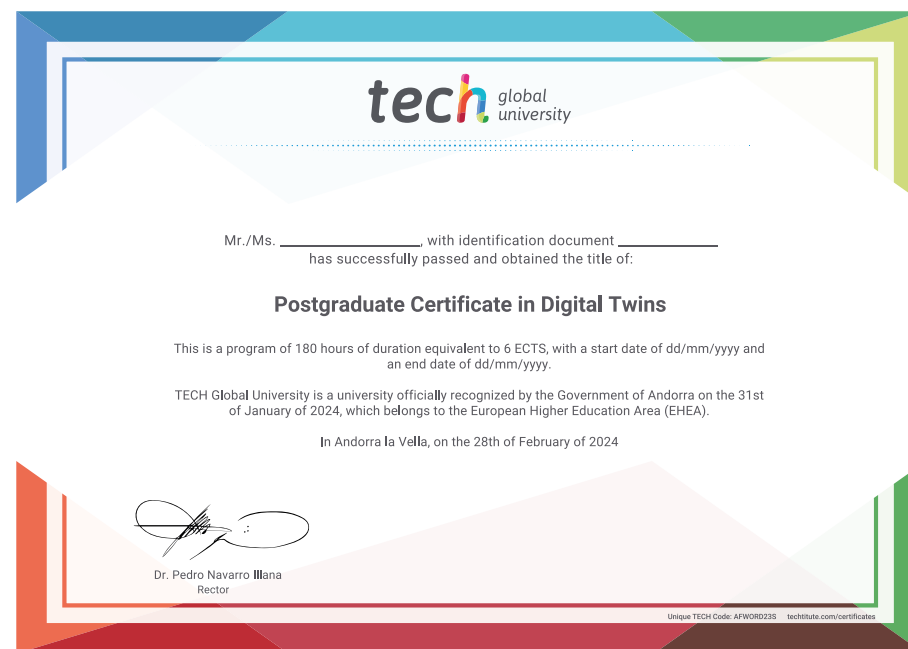 tech global university
Mr./Ms. ____________, with identification document ____________
has successfully passed and obtained the title of:
Postgraduate Certificate in Digital Twins
This is a program of 180 hours of duration equivalent to 6 ECTS, with a start date of dd/mm/yyyy and
an end date of dd/mm/yyyy.
TECH Global University is a university officially recognized by the Government of Andorra on the 31st
of January of 2024, which belongs to the European Higher Education Area (EHEA).
In Andorra la Vella, on the 28th of February of 2024
Dr. Pedro Navarro Illana
Rector
Unique TECH Code: AFWORD23S techtitute.com/certificates